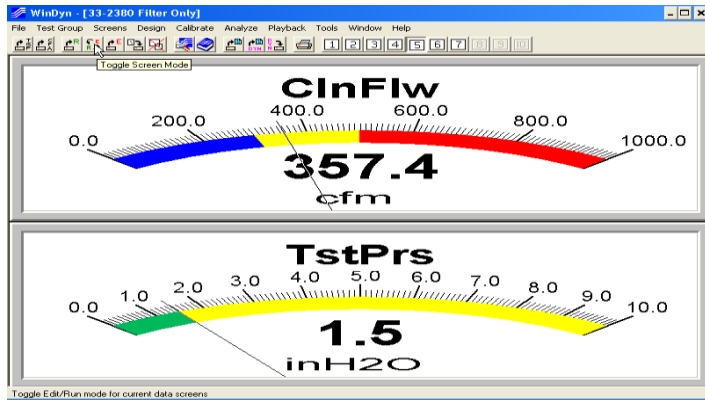 WinDyn - [33-2380 Filter Only]
File Test Group Screens Design Calibrate Analyze Playback Tools Window Help
1 2 3 4 5 6 7 8 9 10
Toggle Screen Mode
ClnFlw
0.0 200.0 400.0 600.0 800.0 1000.0
357.4
cfm
TstPrs
0.0 1.0 2.0 3.0 4.0 5.0 6.0 7.0 8.0 9.0 10.0
1.5
inH2O
Toggle Edit/Run mode for current data screens